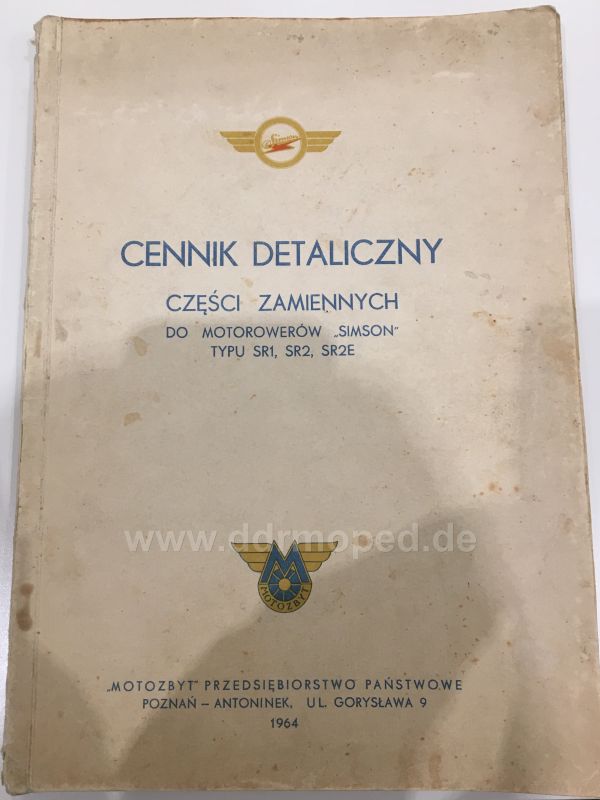 Simson
CENNIK DETALICZNY
CZĘŚCI ZAMIENNYCH
DO MOTOROWERÓW „SIMSON"
TYPU SR1, SR2, SR2E
www.ddrmoped.de
MOTOZBYT
„MOTOZBYT" PRZEDSIĘBIORSTWO PAŃSTWOWE
POZNAŃ – ANTONINEK, UL. GORYSŁAWA 9
1964